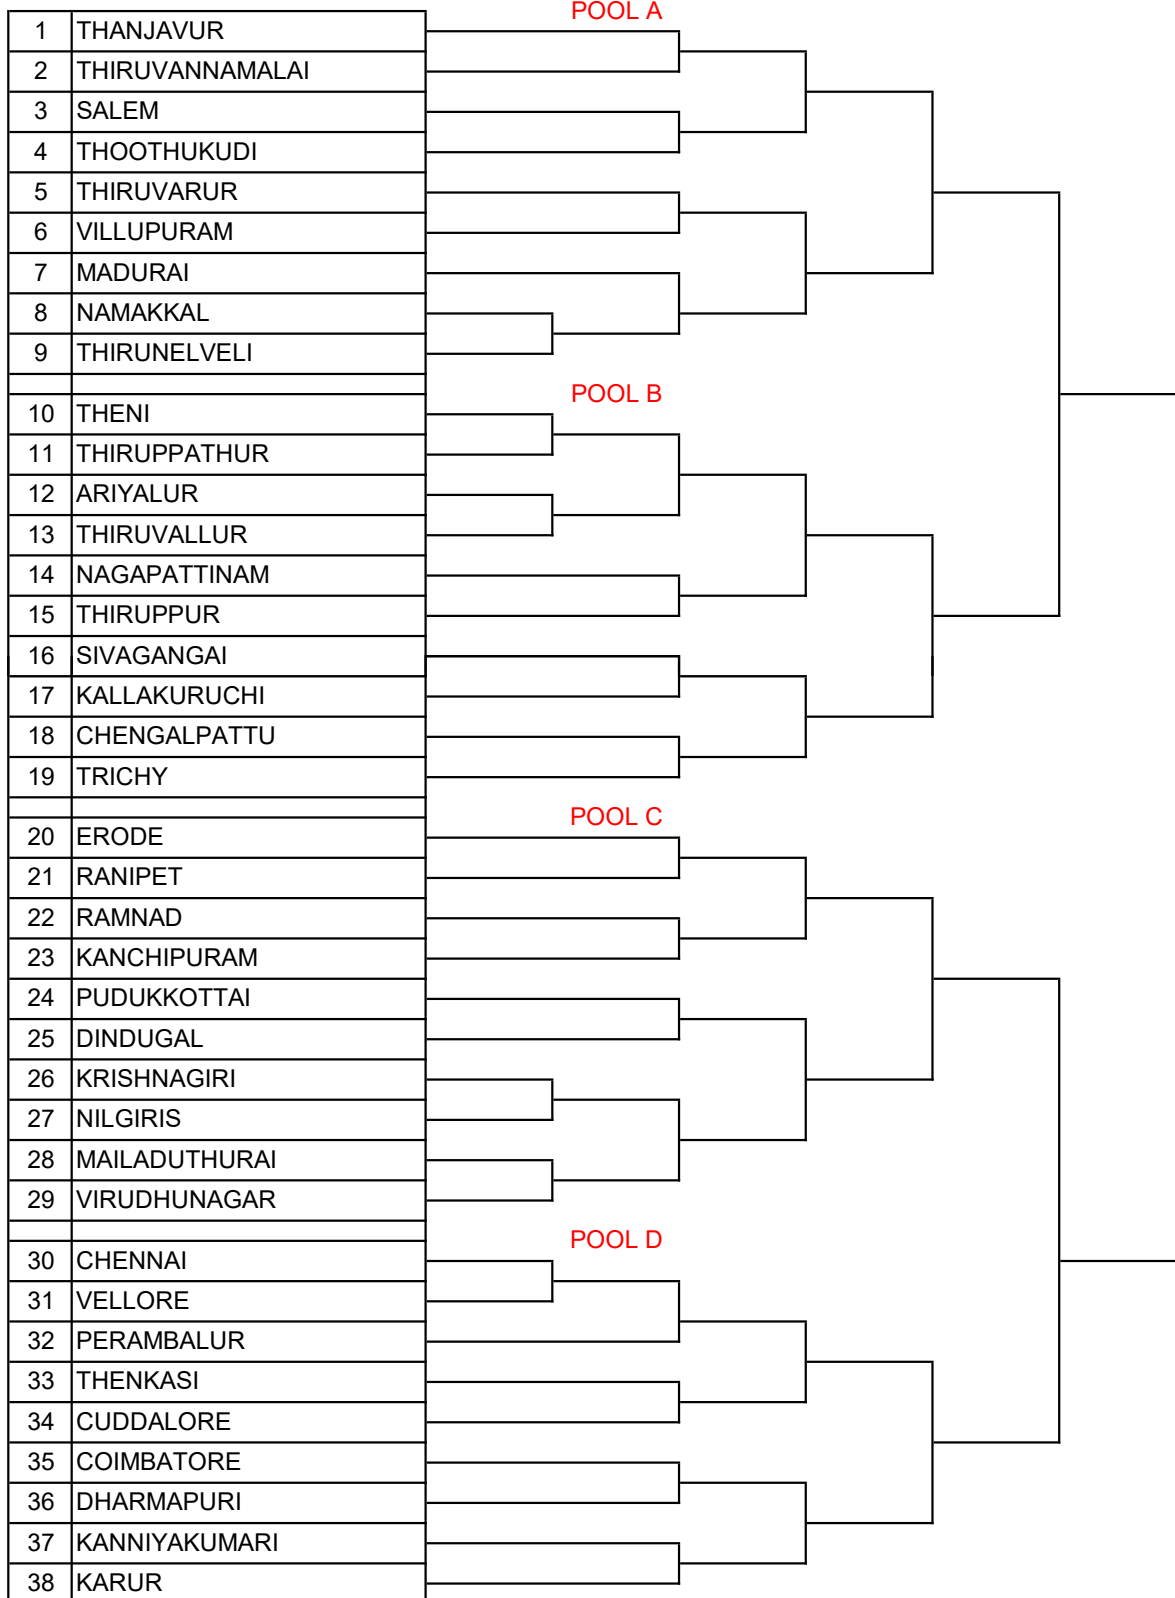 POOL A
1 THANJAVUR
2 THIRUVANNAMALAI
3 SALEM
4 THOOTHUKUDI
5 THIRUVARUR
6 VILLUPURAM
7 MADURAI
8 NAMAKKAL
9 THIRUNELVELI
POOL B
10 THENI
11 THIRUPPATHUR
12 ARIYALUR
13 THIRUVALLUR
14 NAGAPATTINAM
15 THIRUPPUR
16 SIVAGANGAI
17 KALLAKURUCHI
18 CHENGALPATTU
19 TRICHY
POOL C
20 ERODE
21 RANIPET
22 RAMNAD
23 KANCHIPURAM
24 PUDUKKOTTAI
25 DINDUGAL
26 KRISHNAGIRI
27 NILGIRIS
28 MAILADUTHURAI
29 VIRUDHUNAGAR
POOL D
30 CHENNAI
31 VELLORE
32 PERAMBALUR
33 THENKASI
34 CUDDALORE
35 COIMBATORE
36 DHARMAPURI
37 KANNIYAKUMARI
38 KARUR